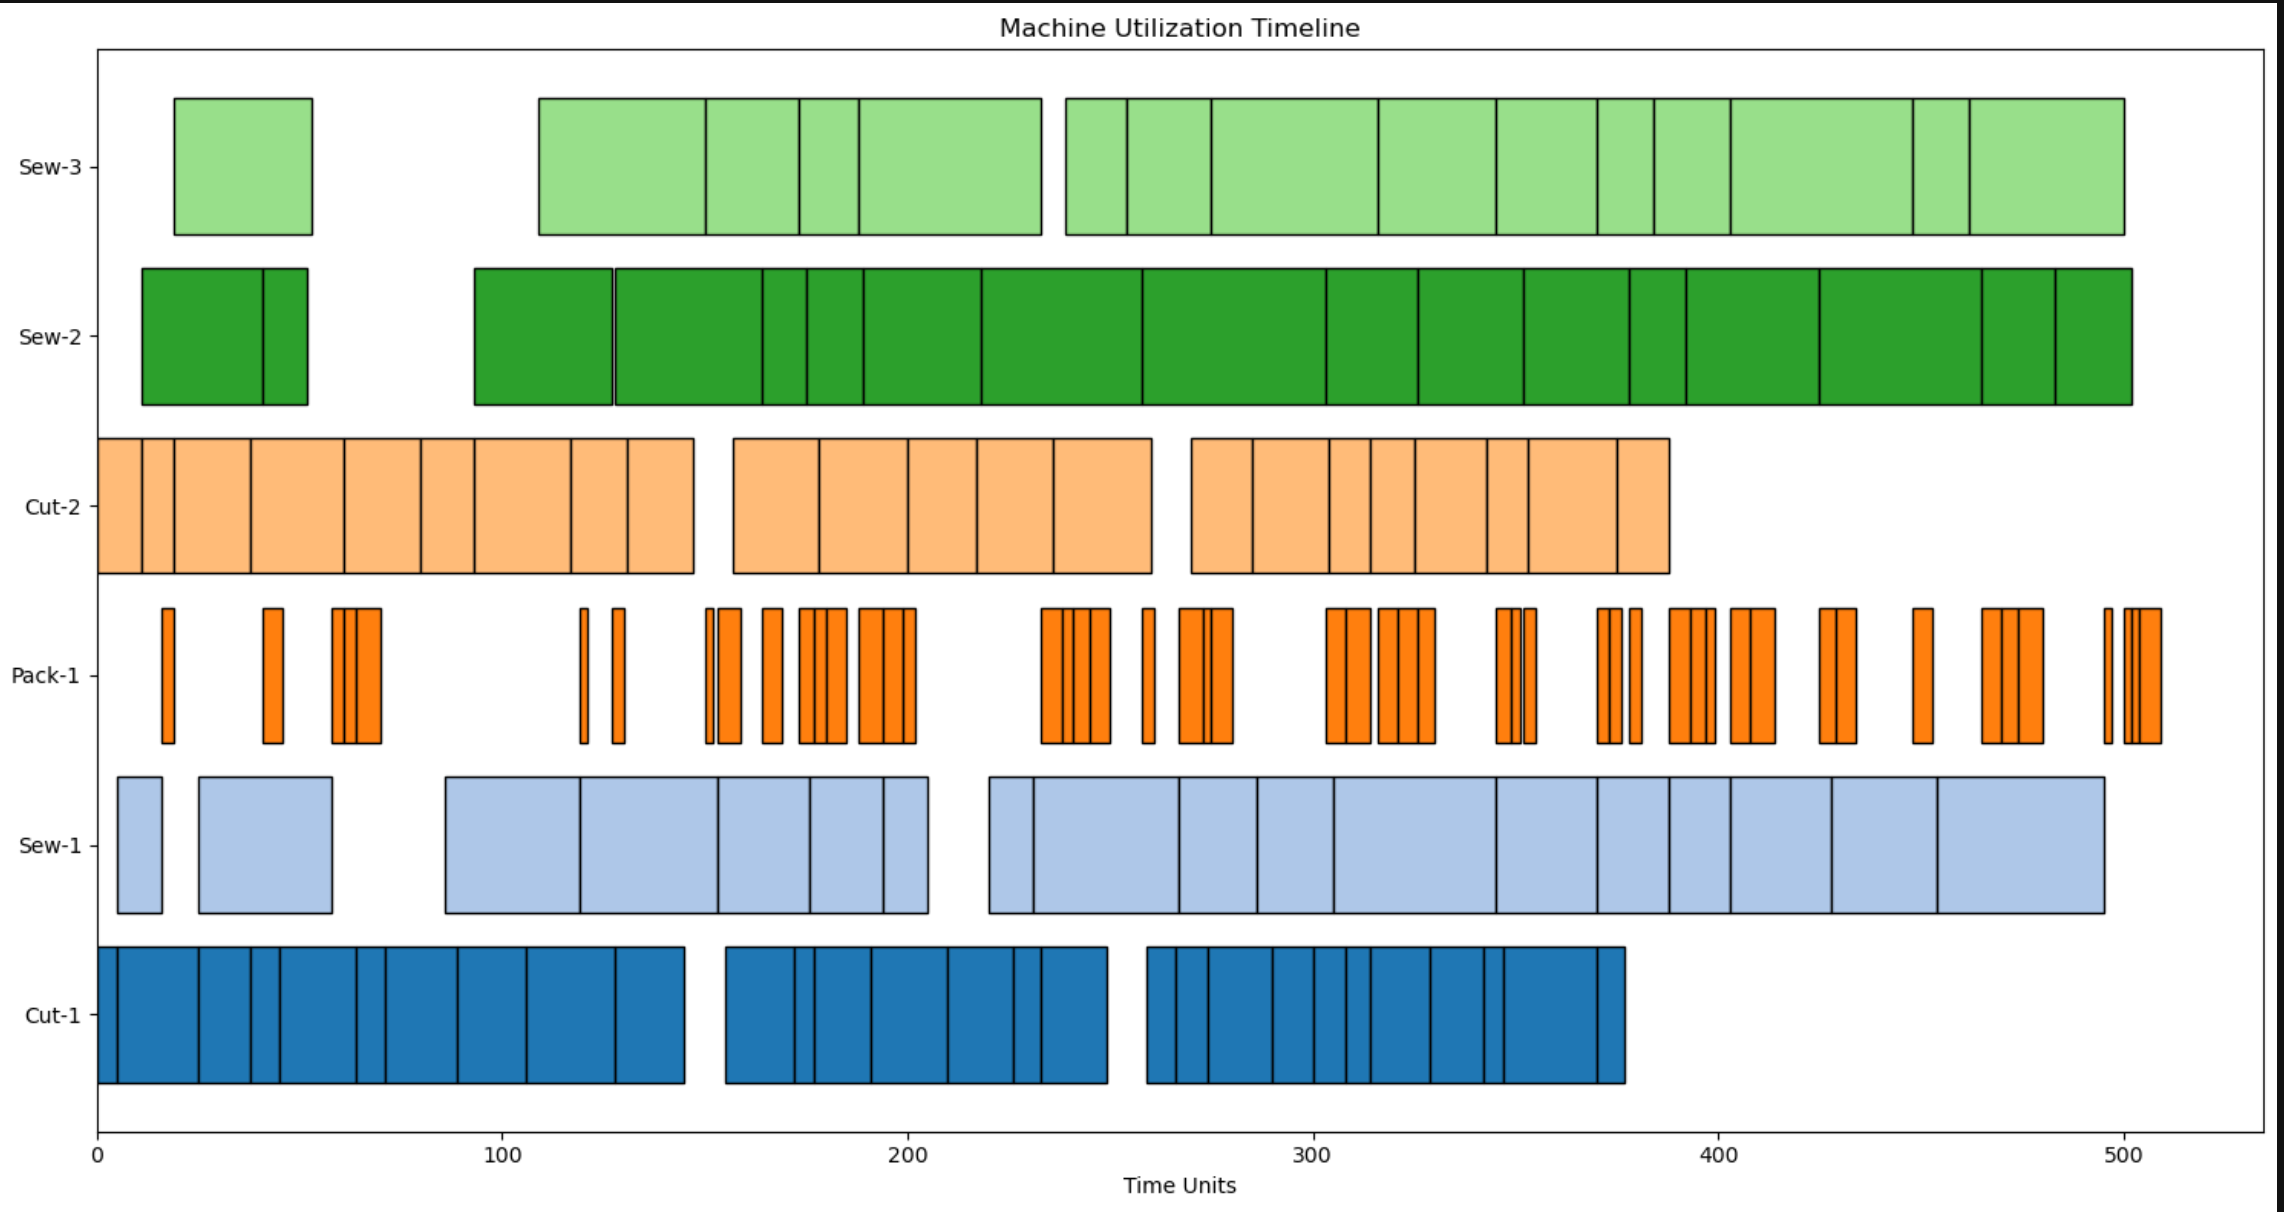 Machine Utilization Timeline
Sew-3
Sew-2
Cut-2
Pack-1
Sew-1
Cut-1
0 100 200 300 400 500
Time Units